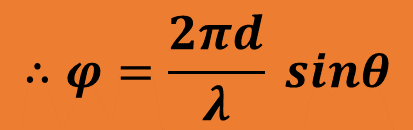 ∴ φ = 2πd/λ sinθ